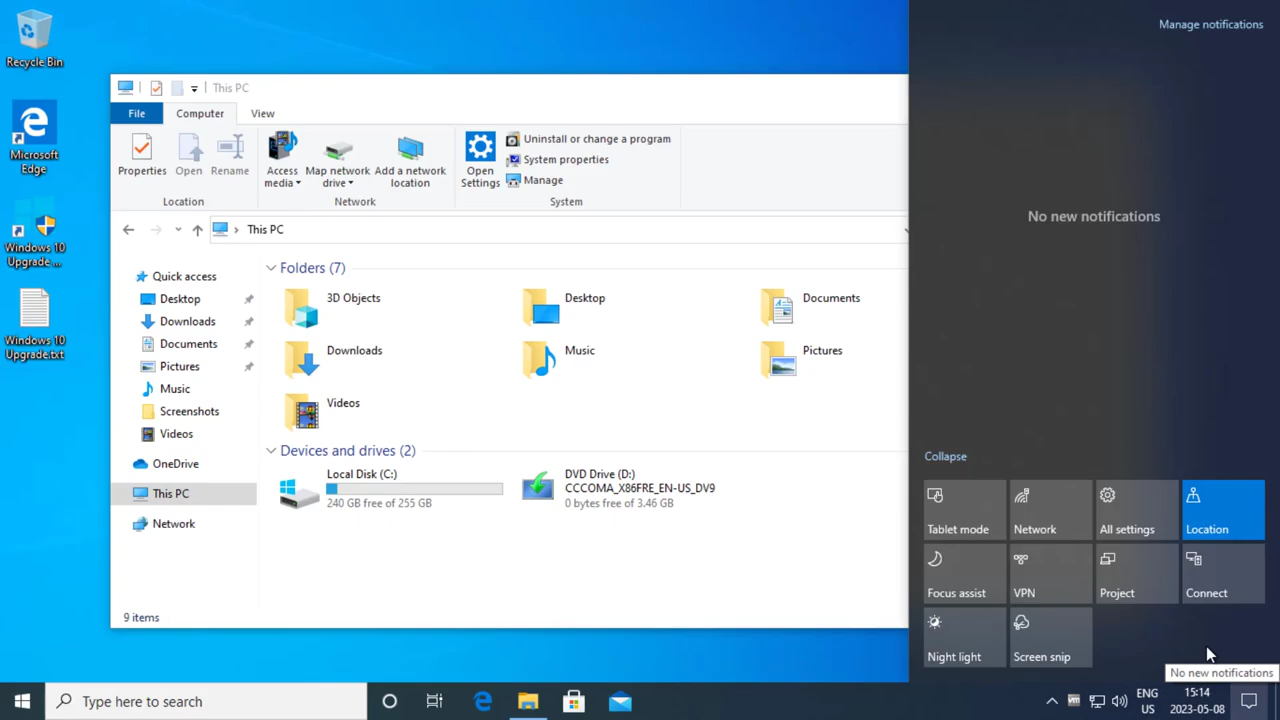 Recycle Bin
Microsoft
Edge
Windows 10
Upgrade ...
Windows 10
Upgrade.txt
This PC
File
Computer
View
Properties
Open
Rename
Location
Access
media
Map network
drive
Add a network
location
Network
Open
Settings
Uninstall or change a program
System properties
Manage
System
This PC
Quick access
Desktop
Downloads
Documents
Pictures
Music
Screenshots
Videos
OneDrive
This PC
Network
Folders (7)
3D Objects
Desktop
Documents
Downloads
Music
Pictures
Videos
Devices and drives (2)
Local Disk (C:)
240 GB free of 255 GB
DVD Drive (D:)
CCCOMA_X86FRE_EN-US_DV9
0 bytes free of 3.46 GB
9 items
Manage notifications
No new notifications
Collapse
Tablet mode
Network
All settings
Location
Focus assist
VPN
Project
Connect
Night light
Screen snip
No new notifications
Type here to search
vm
ENG
US
15:14
2023-05-08